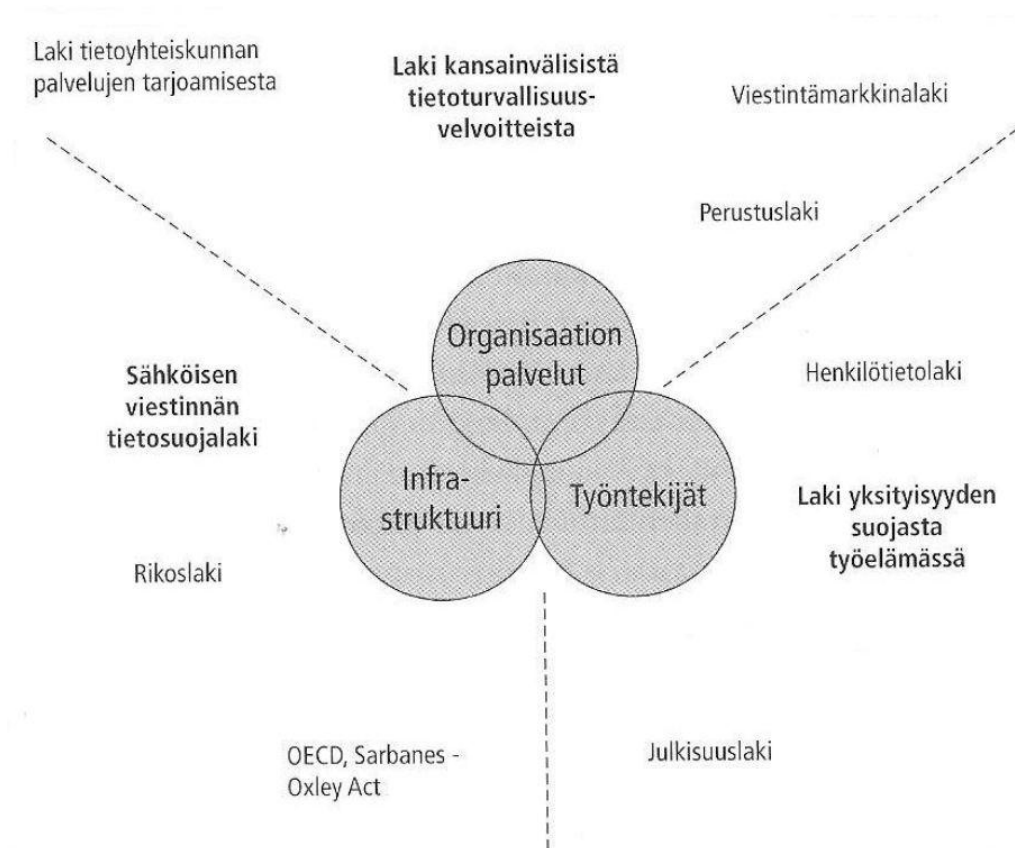 Laki tietoyhteiskunnan
palvelujen tarjoamisesta
Laki kansainvälisistä
tietoturvallisuus-
velvoitteista
Viestintämarkkinalaki
Perustuslaki
Organisaation
palvelut
Sähköisen
viestinnän
tietosuojalaki
Henkilötietolaki
Infra-
struktuuri
Työntekijät
Laki yksityisyyden
suojasta
työelämässä
Rikoslaki
OECD, Sarbanes -
Oxley Act
Julkisuuslaki